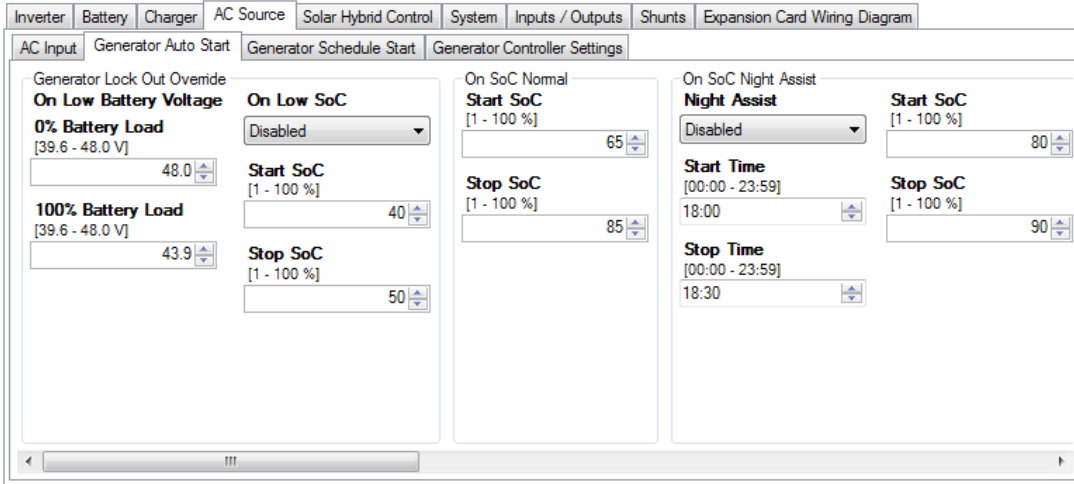 Inverter Battery Charger AC Source Solar Hybrid Control System Inputs / Outputs Shunts Expansion Card Wiring Diagram
AC Input Generator Auto Start Generator Schedule Start Generator Controller Settings
Generator Lock Out Override
On Low Battery Voltage
0% Battery Load
[39.6 - 48.0 V]
48.0
100% Battery Load
[39.6 - 48.0 V]
43.9
On Low SoC
Disabled
Start SoC
[1 - 100 %]
40
Stop SoC
[1 - 100 %]
50
On SoC Normal
Start SoC
[1 - 100 %]
65
Stop SoC
[1 - 100 %]
85
On SoC Night Assist
Night Assist
Disabled
Start Time
[00:00 - 23:59]
18:00
Stop Time
[00:00 - 23:59]
18:30
Start SoC
[1 - 100 %]
80
Stop SoC
[1 - 100 %]
90